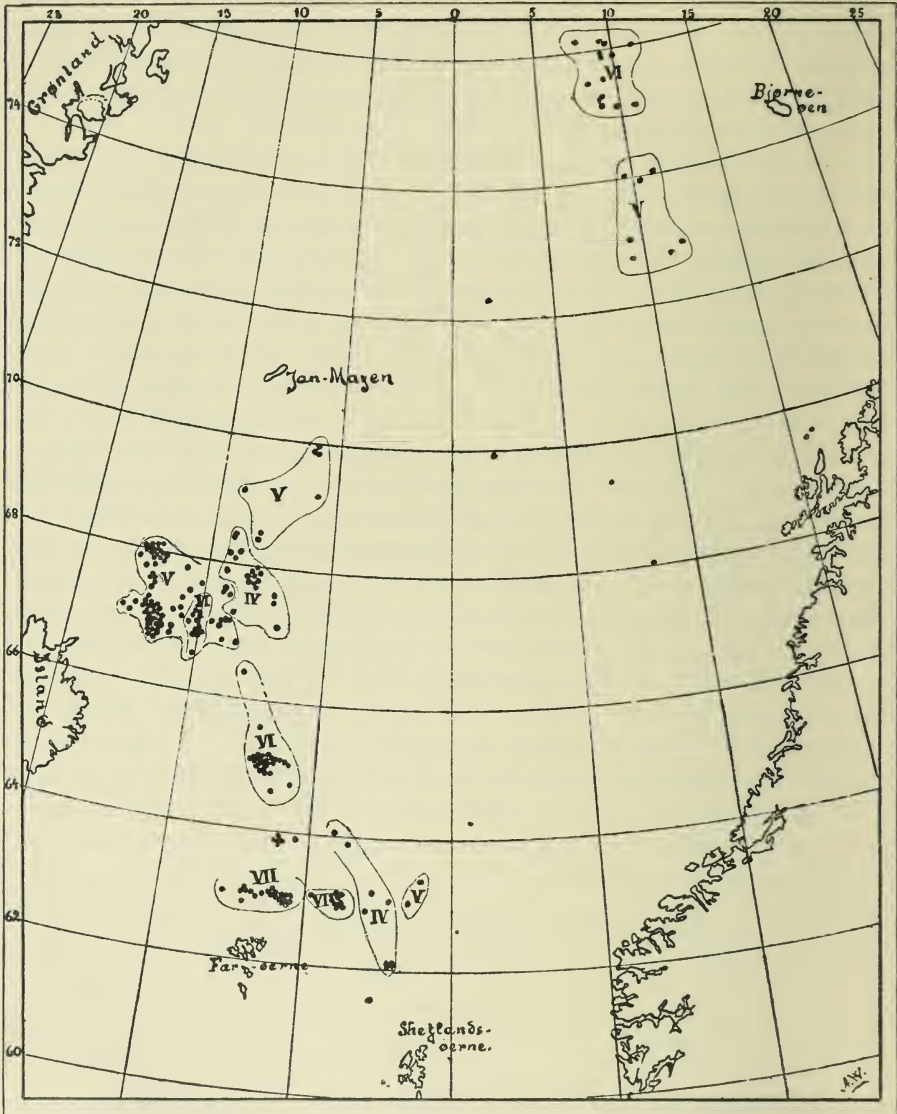 25 20 15 10 5 0 5 10 15 20 25
Grønland
VI
Bjørne-
øen
74
V
72
Jan-Mayen
70
V
68
V
VI
IV
66
Island
VI
64
VII
VII
IV
V
62
Færøerne
Shetlands-
øerne.
60
A.W.